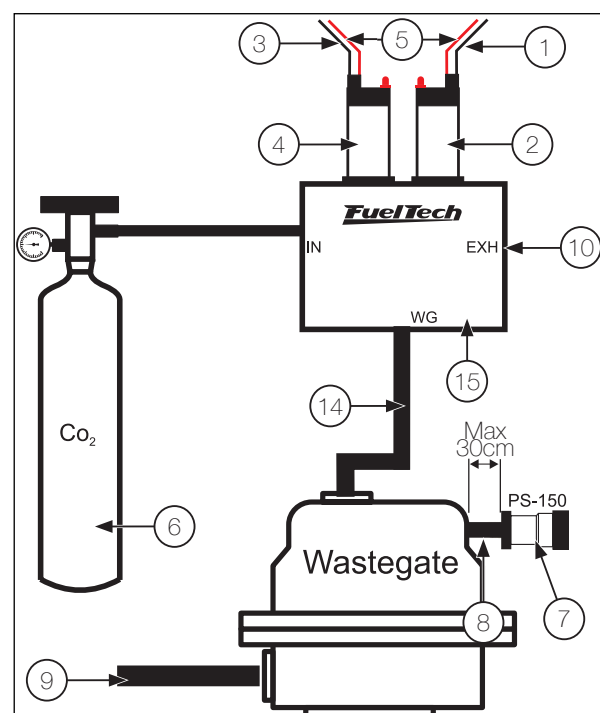 3
5
1
4
2
FuelTech
IN
EXH
10
WG
15
14
Max
30cm
PS-150
Co₂
6
Wastegate
8
7
9